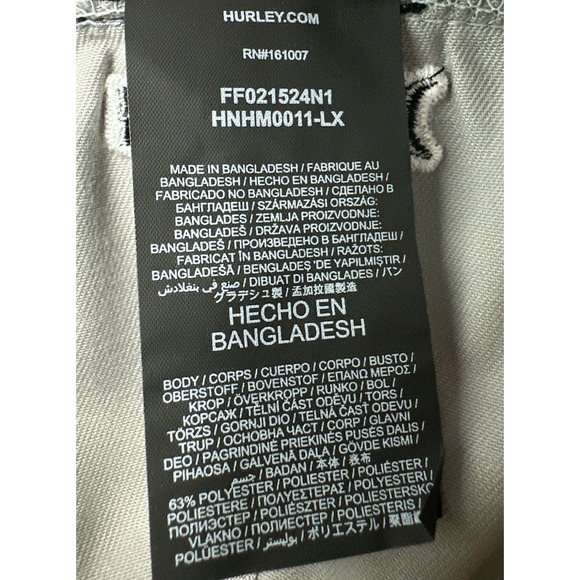 HURLEY.COM
RN#161007
FF021524N1
HNHM0011-LX
MADE IN BANGLADESH / FABRIQUE AU
BANGLADESH / HECHO EN BANGLADESH /
FABRICADO NO BANGLADESH / СДЕЛАНО В
БАНГЛАДЕШ / SZÁRMAZÁSI ORSZÁG:
BANGLADES / ZEMLJA PROIZVODNJE:
BANGLADEŠ / DRŽAVA PROIZVODNJE:
BANGLADEŠ / ПРОИЗВЕДЕНО В БАНГЛАДЕШ /
FABRICAT ÎN BANGLADESH / RAŽOTS:
BANGLADEŠĀ / BENGLADEŞ 'DE YAPILMIŞTIR /
صنع في بنغلادش / DIBUAT DI BANGLADES / バン
グラデシュ製 / 孟加拉國製造
HECHO EN
BANGLADESH
BODY / CORPS / CUERPO / CORPO / BUSTO /
OBERSTOFF / BOVENSTOF / ΕΠΑΝΩ ΜΕΡΟΣ /
KROP / ÖVERKROPP / RUNKO / BOL /
КОРСАЖ / TĚLNÍ ČÁST ODĚVU / TORS /
TÖRZS / GORNJI DIO / TELNÁ ČASŤ ODEVU /
TRUP / ОСНОВНА ЧАСТ / CORP / GLAVNI
DEO / PAGRINDINĖ PRIEKINĖS PUSĖS DALIS /
PIHAOSA / GALVENĀ DAĻA / GÖVDE KISMI /
جسم / BADAN / 本体 / 表布
63% POLYESTER / POLYESTER / POLIÉSTER /
POLIESTERE / ΠΟΛΥΕΣΤΕΡΑΣ / POLYESTERI /
ПОЛИЭСТЕР / POLIÉSZTER / POLIESTERSKO
VLAKNO / ПОЛИЕСТЕР / POLIESTERIS /
POLÜESTER / بوليستر / ポリエステル / 聚酯纖